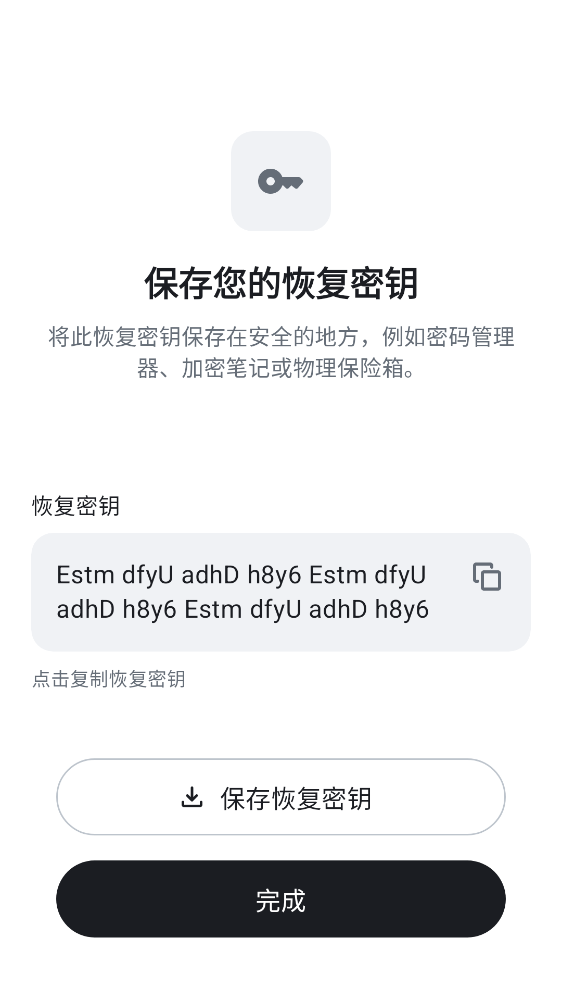 保存您的恢复密钥
将此恢复密钥保存在安全的地方，例如密码管理
器、加密笔记或物理保险箱。
恢复密钥
Estm dfyU adhD h8y6 Estm dfyU
adhD h8y6 Estm dfyU adhD h8y6
点击复制恢复密钥
保存恢复密钥
完成